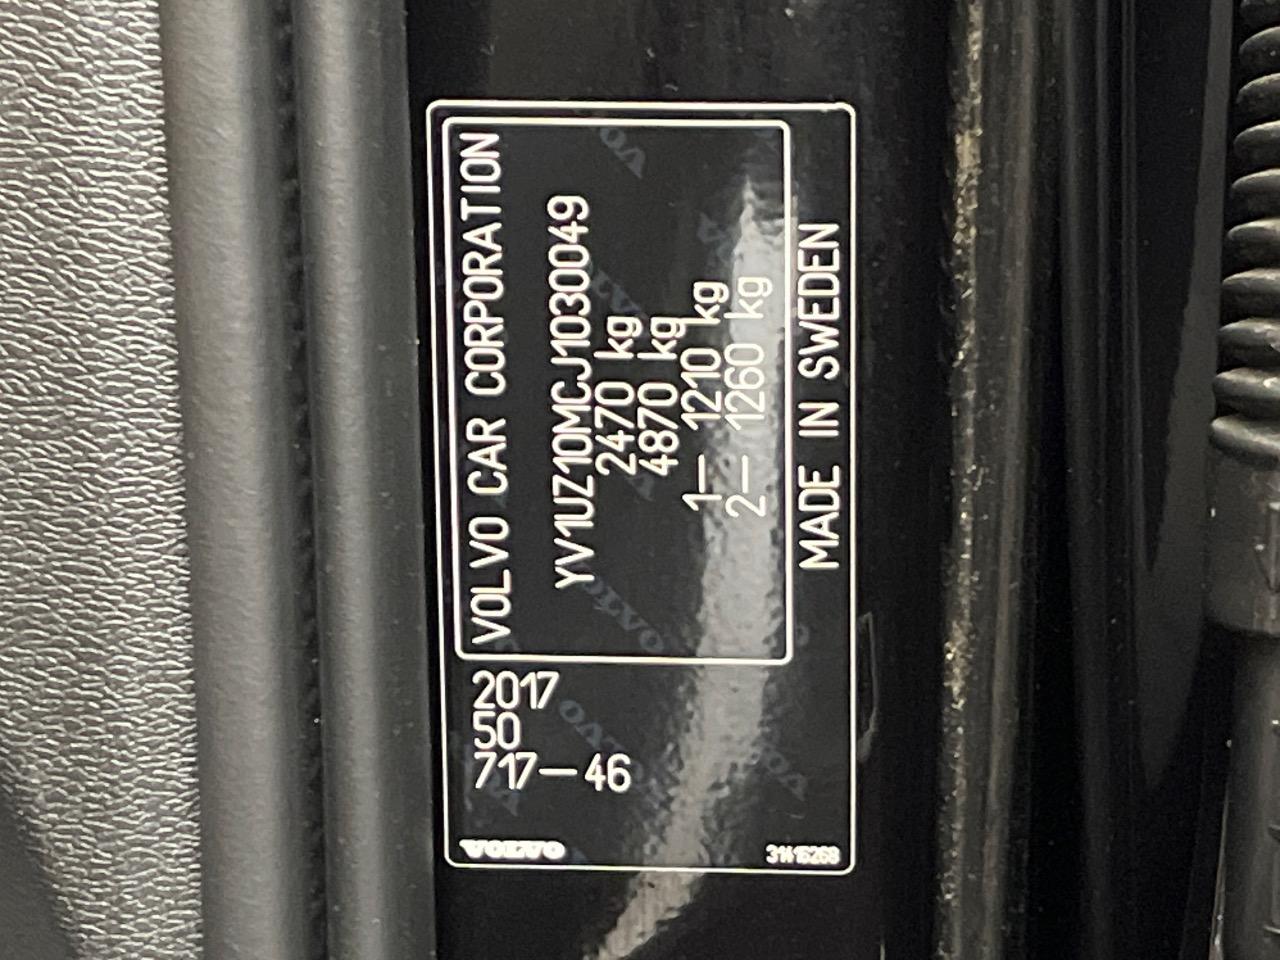 VOLVO CAR CORPORATION
YV1UZ10MCJ1030049
2470 kg
4870 kg
1- 1210 kg
2- 1260 kg
MADE IN SWEDEN
2017
50
717-46
VOLVO
31415268